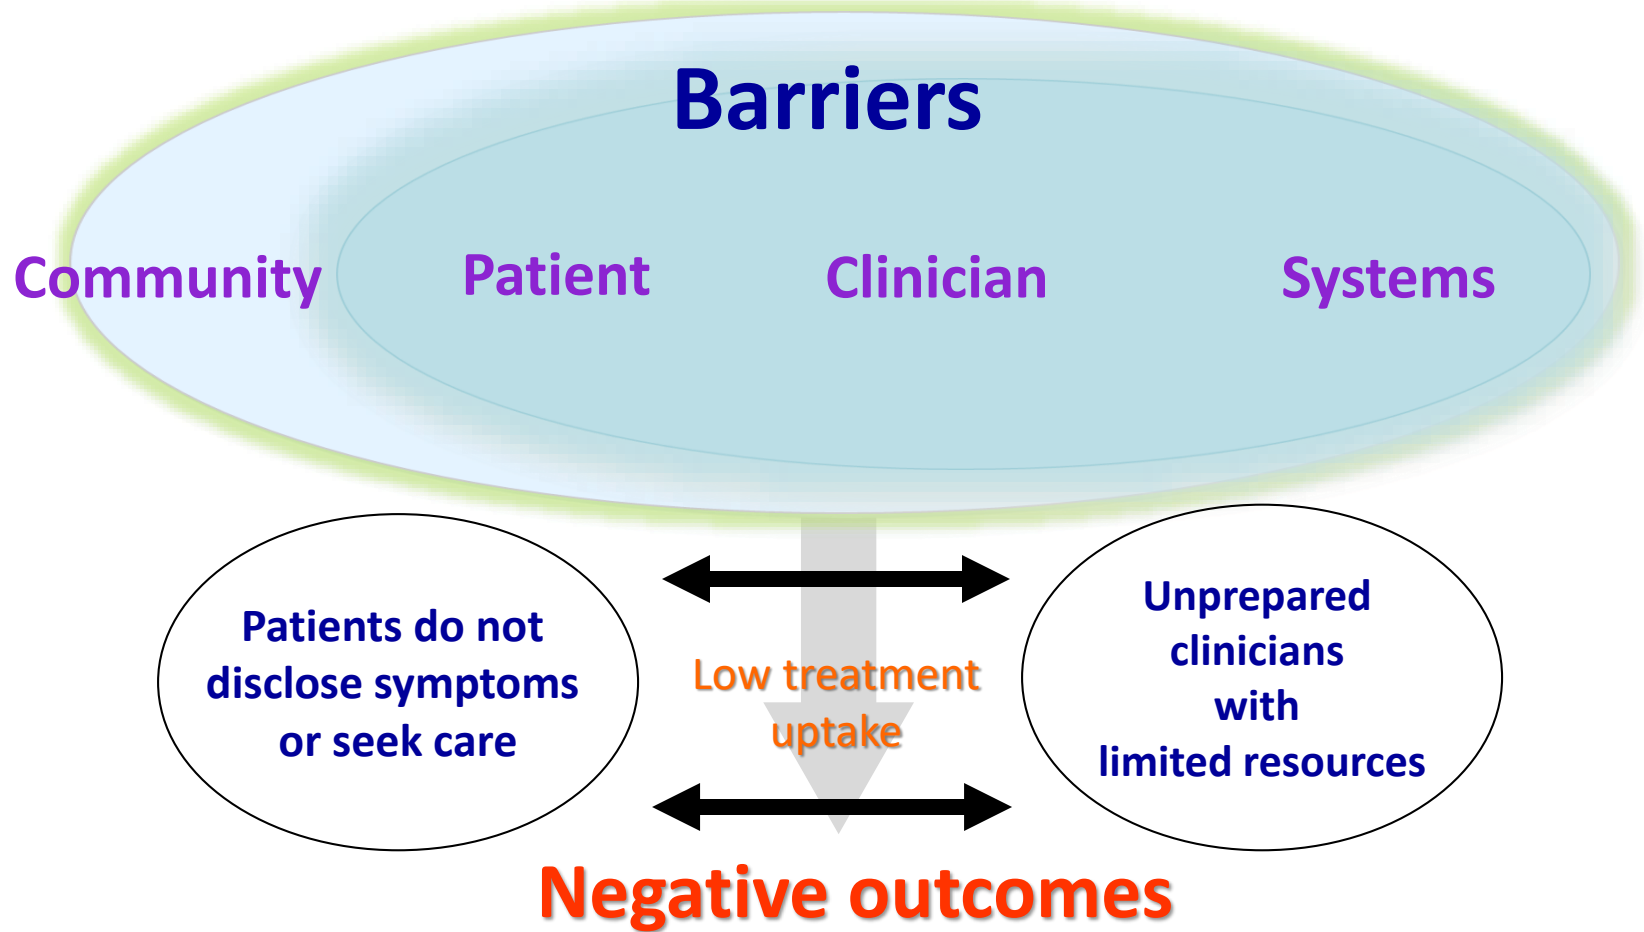 Barriers
Community
Patient
Clinician
Systems
Patients do not
disclose symptoms
or seek care
Low treatment
uptake
Unprepared
clinicians
with
limited resources
Negative outcomes